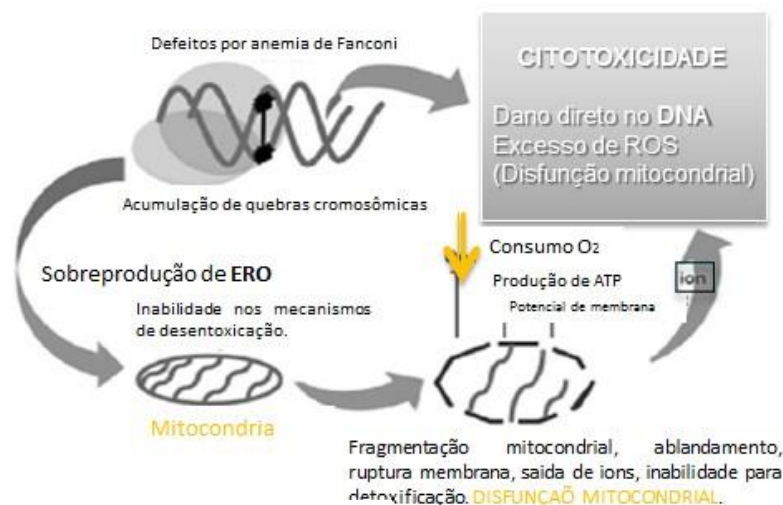 Defeitos por anemia de Fanconi
CITOTOXICIDADE
Dano direto no DNA
Excesso de ROS
(Disfunção mitocondrial)
Acumulação de quebras cromosômicas
Consumo O₂
Sobreprodução de ERO
Produção de ATP
ion
Potencial de membrana
Inabilidade nos mecanismos
de desentoxicação.
Mitocondria
Fragmentação mitocondrial, ablandamento,
ruptura membrana, saida de ions, inabilidade para
detoxificação. DISFUNÇAÕ MITOCONDRIAL.